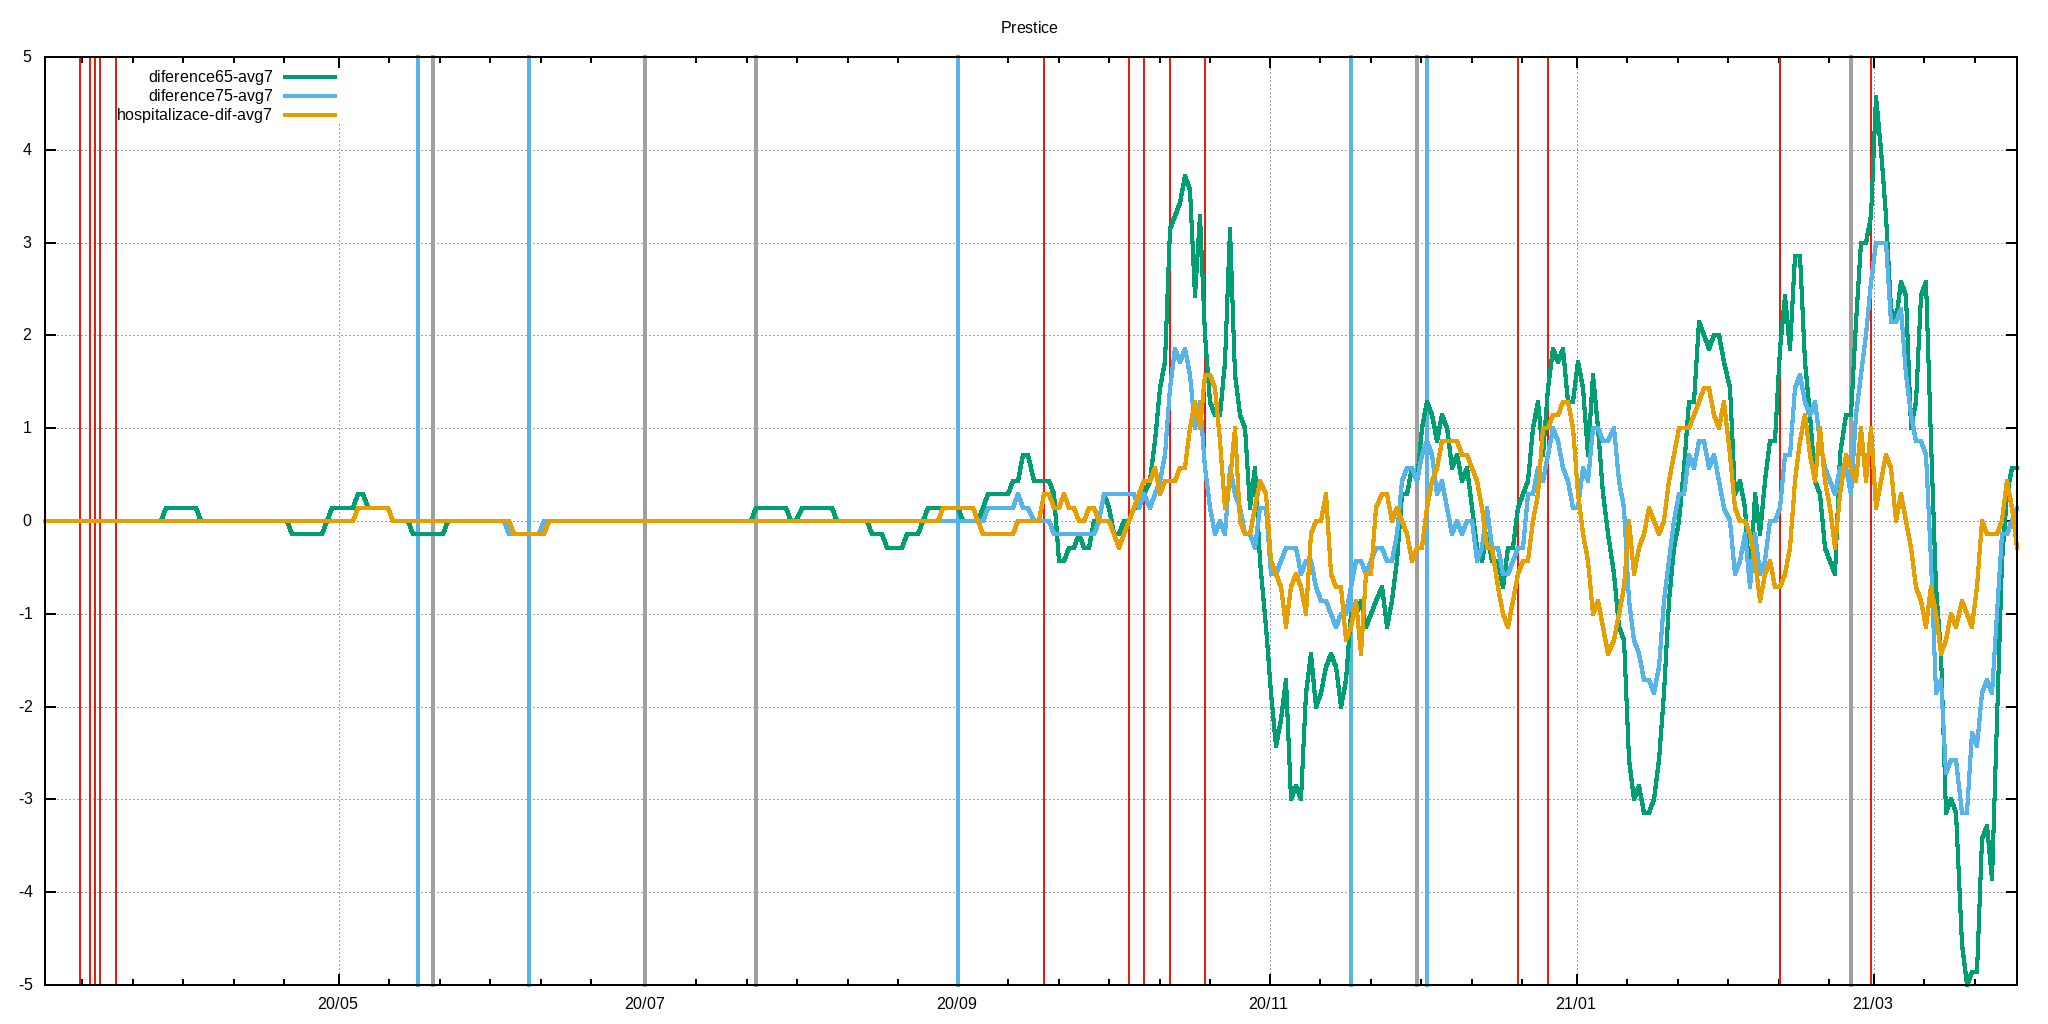 Prestice
diference65-avg7
diference75-avg7
hospitalizace-dif-avg7
5
4
3
2
1
0
-1
-2
-3
-4
-5
20/05 20/07 20/09 20/11 21/01 21/03